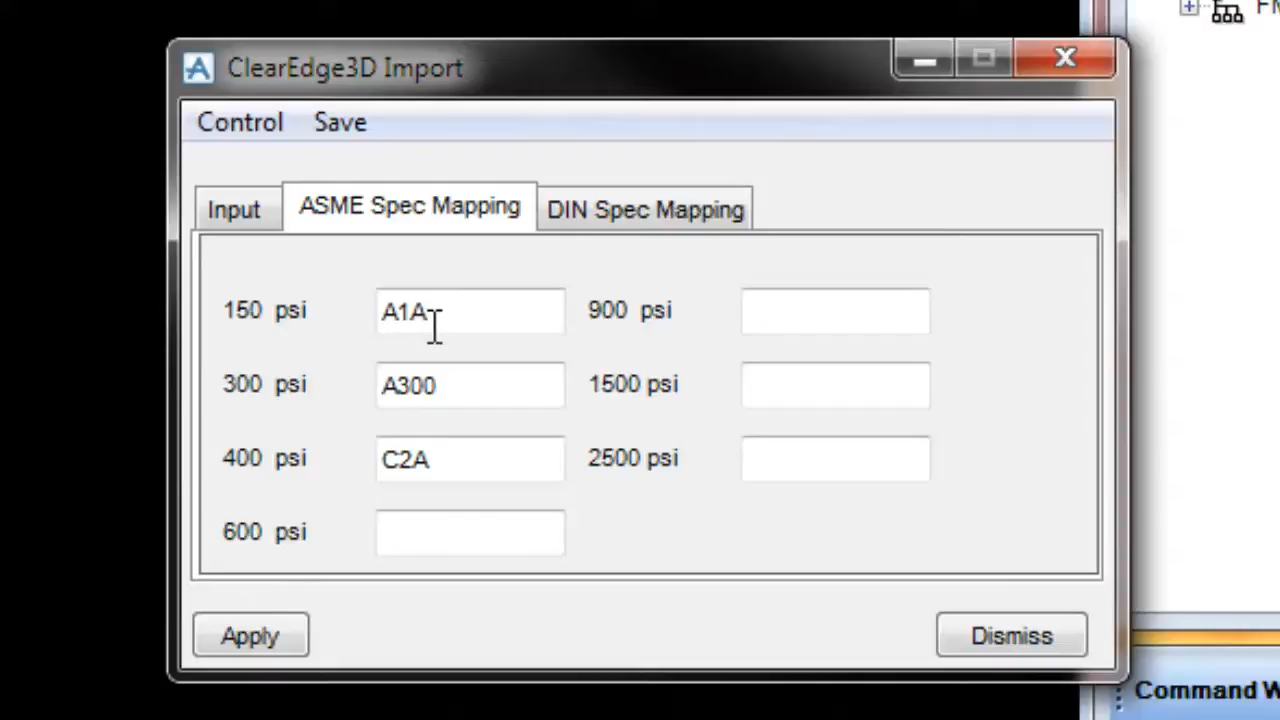 ClearEdge3D Import
Control Save
Input ASME Spec Mapping DIN Spec Mapping
150 psi A1A 900 psi
300 psi A300 1500 psi
400 psi C2A 2500 psi
600 psi
Apply Dismiss
Command